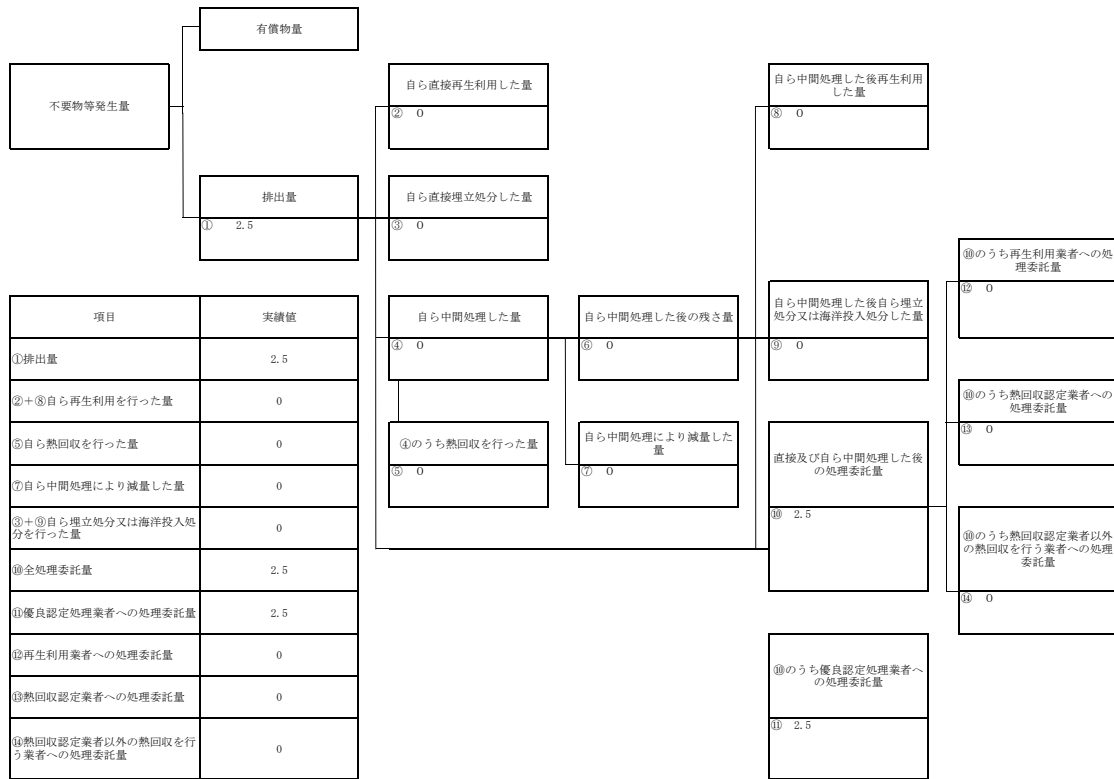 有償物量
不要物等発生量
自ら直接再生利用した量
② 0
自ら中間処理した後再生利用
した量
⑧ 0
排出量
① 2.5
自ら直接埋立処分した量
③ 0
⑩のうち再生利用業者への処
理委託量
⑫ 0
自ら中間処理した量
④ 0
自ら中間処理した後の残さ量
⑥ 0
自ら中間処理した後自ら埋立
処分又は海洋投入処分した量
⑨ 0
④のうち熱回収を行った量
⑤ 0
自ら中間処理により減量した
量
⑦ 0
直接及び自ら中間処理した後
の処理委託量
⑩ 2.5
⑩のうち熱回収認定業者への
処理委託量
⑬ 0
⑩のうち熱回収認定業者以外
の熱回収を行う業者への処理
委託量
⑭ 0
⑩のうち優良認定処理業者へ
の処理委託量
⑪ 2.5
項目 実績値
①排出量 2.5
②＋⑧自ら再生利用を行った量 0
⑤自ら熱回収を行った量 0
⑦自ら中間処理により減量した量 0
③＋⑨自ら埋立処分又は海洋投入処
分を行った量 0
⑩全処理委託量 2.5
⑪優良認定処理業者への処理委託量 2.5
⑫再生利用業者への処理委託量 0
⑬熱回収認定業者への処理委託量 0
⑭熱回収認定業者以外の熱回収を行
う業者への処理委託量 0